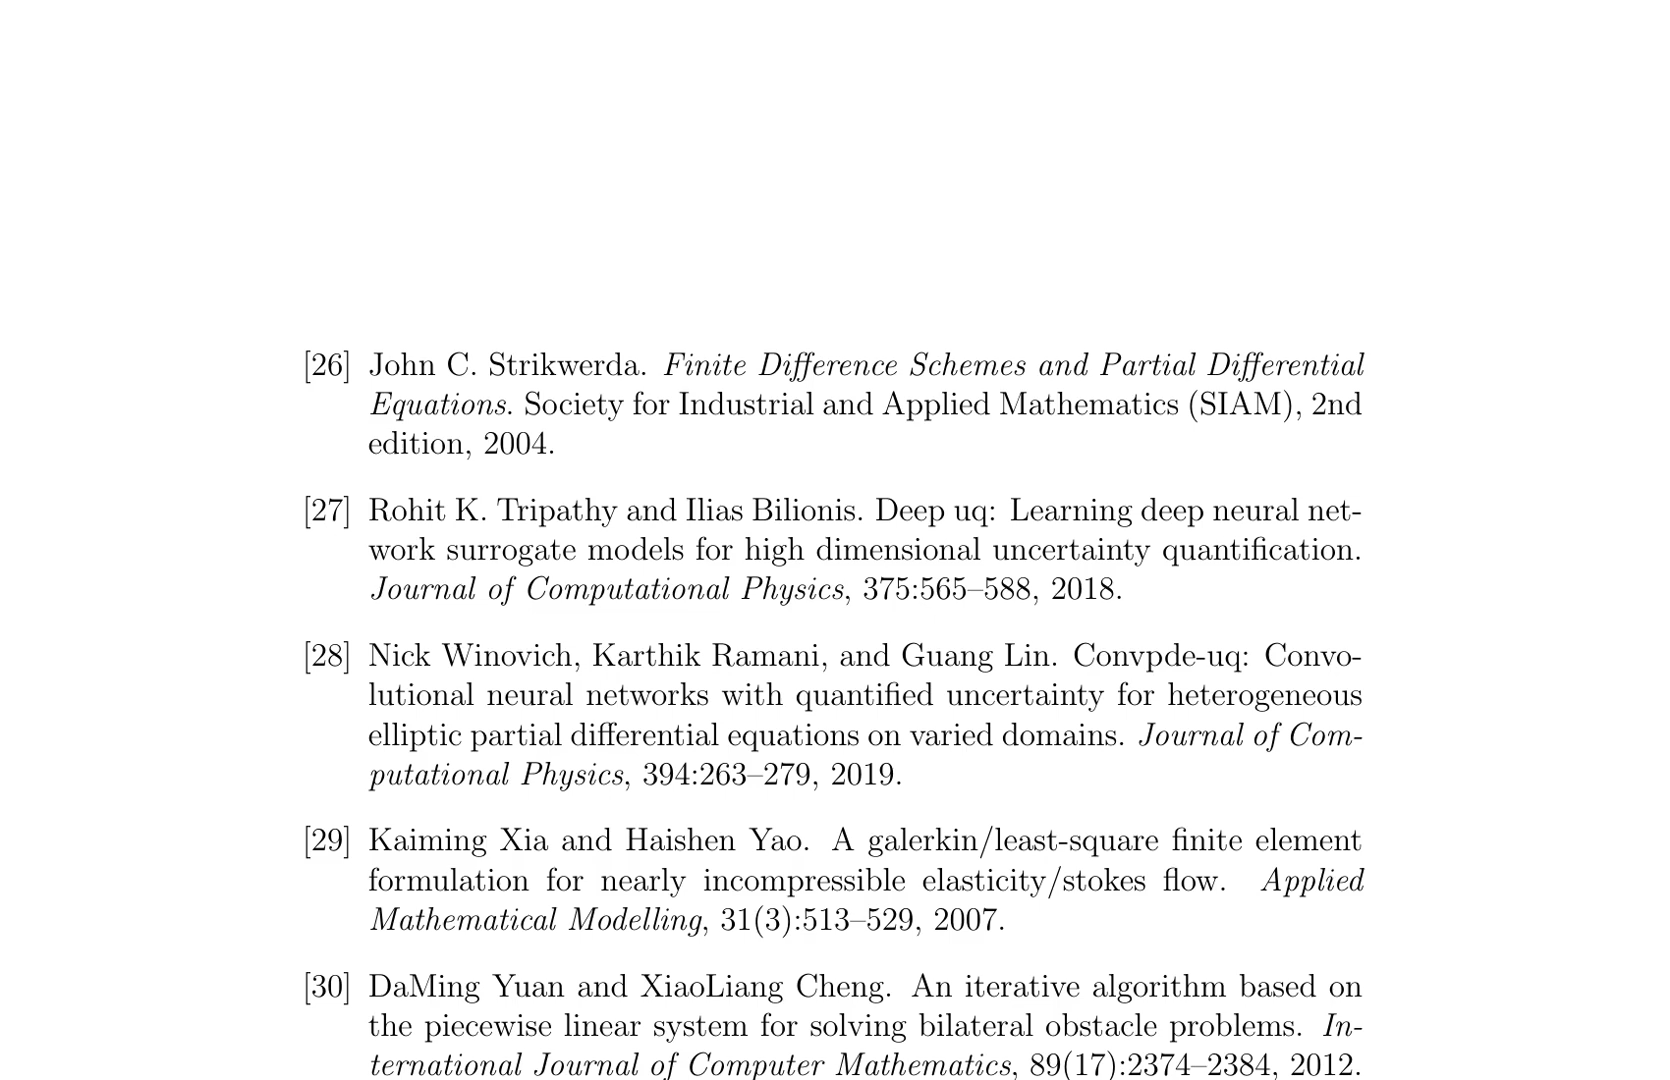 [26] John C. Strikwerda. Finite Difference Schemes and Partial Differential
Equations. Society for Industrial and Applied Mathematics (SIAM), 2nd
edition, 2004.
[27] Rohit K. Tripathy and Ilias Bilionis. Deep uq: Learning deep neural net-
work surrogate models for high dimensional uncertainty quantification.
Journal of Computational Physics, 375:565–588, 2018.
[28] Nick Winovich, Karthik Ramani, and Guang Lin. Convpde-uq: Convo-
lutional neural networks with quantified uncertainty for heterogeneous
elliptic partial differential equations on varied domains. Journal of Com-
putational Physics, 394:263–279, 2019.
[29] Kaiming Xia and Haishen Yao. A galerkin/least-square finite element
formulation for nearly incompressible elasticity/stokes flow. Applied
Mathematical Modelling, 31(3):513–529, 2007.
[30] DaMing Yuan and XiaoLiang Cheng. An iterative algorithm based on
the piecewise linear system for solving bilateral obstacle problems. In-
ternational Journal of Computer Mathematics, 89(17):2374–2384, 2012.